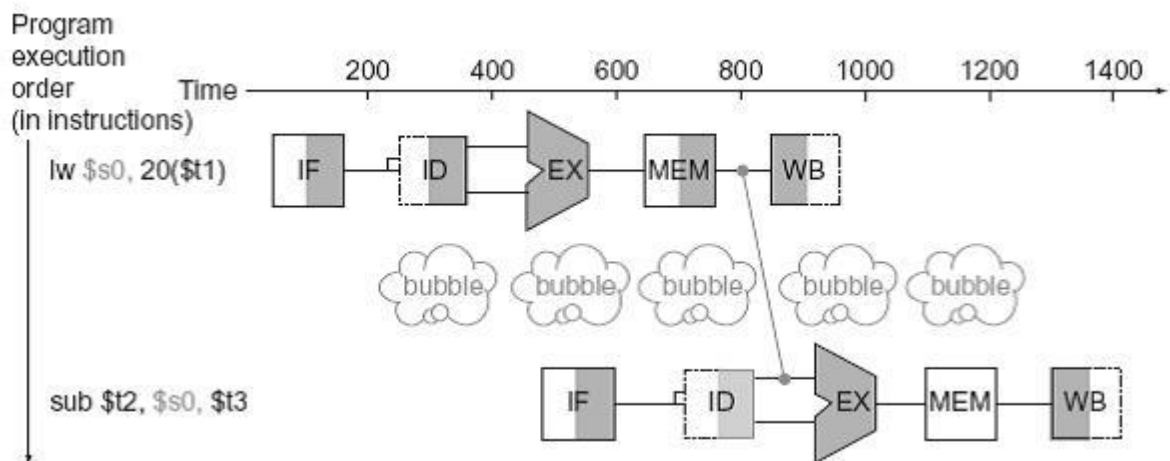 Program
execution
order
(in instructions)
Time
200 400 600 800 1000 1200 1400
lw $s0, 20($t1)
IF ID EX MEM WB
bubble bubble bubble bubble bubble
sub $t2, $s0, $t3
IF ID EX MEM WB